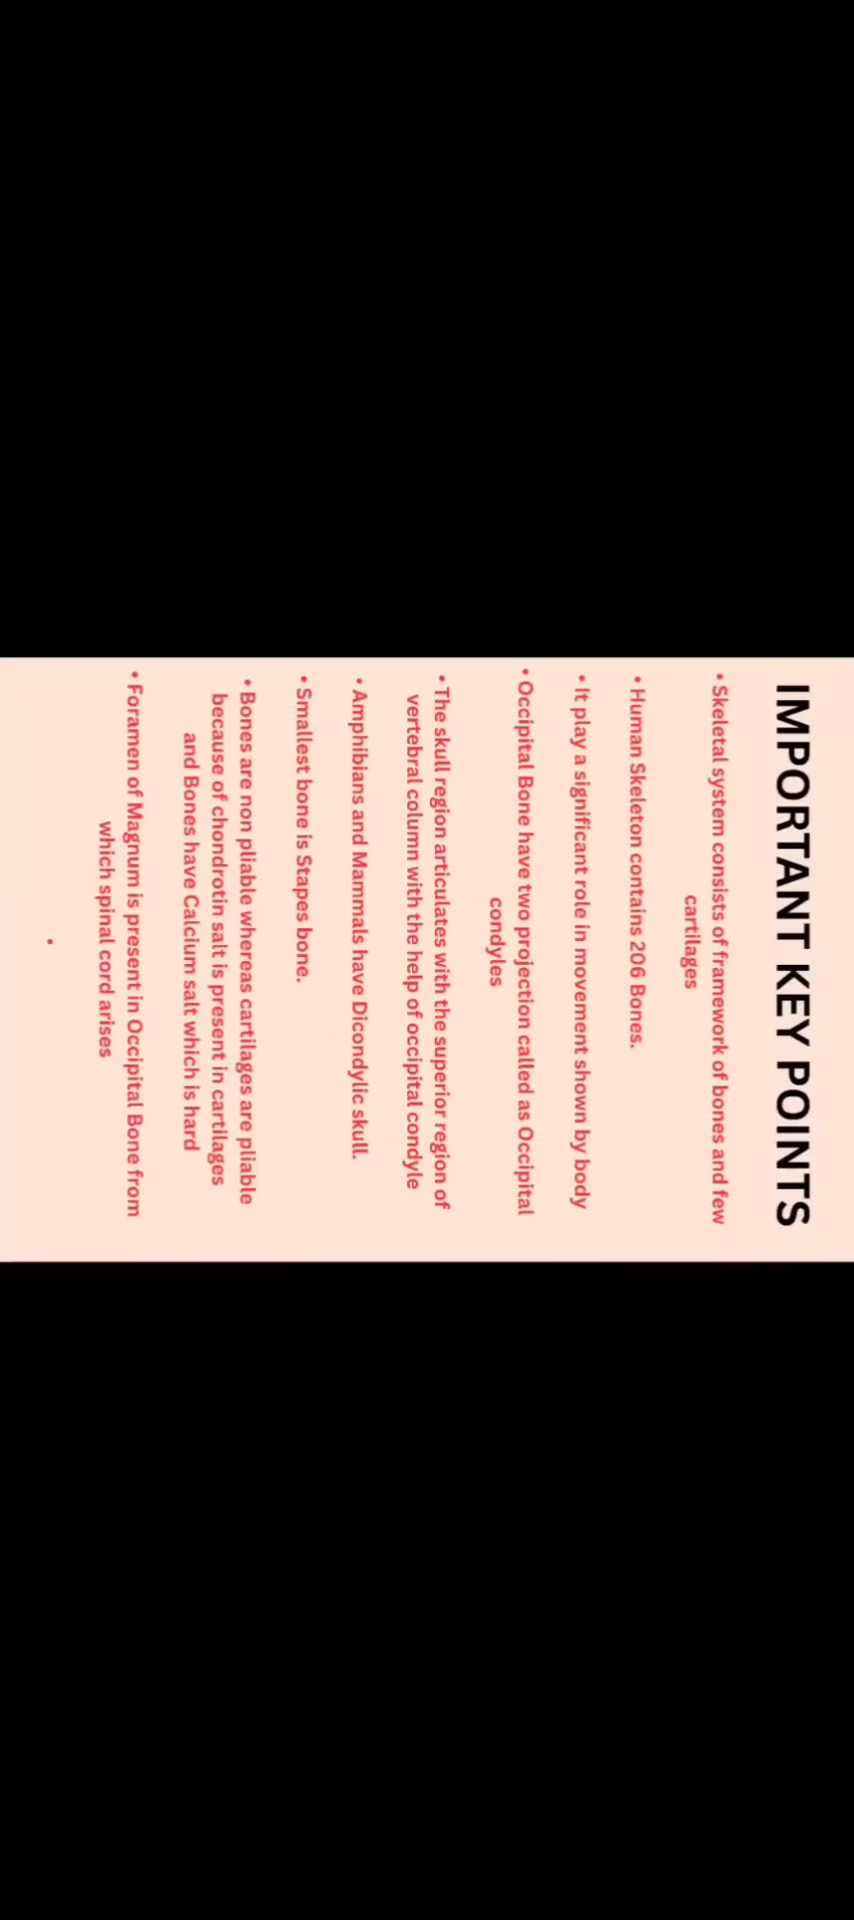 IMPORTANT KEY POINTS
• Skeletal system consists of framework of bones and few
cartilages
• Human Skeleton contains 206 Bones.
• It play a significant role in movement shown by body
• Occipital Bone have two projection called as Occipital
condyles
• The skull region articulates with the superior region of
vertebral column with the help of occipital condyle
• Amphibians and Mammals have Dicondylic skull.
• Smallest bone is Stapes bone.
• Bones are non pliable whereas cartilages are pliable
because of chondrotin salt is present in cartilages
and Bones have Calcium salt which is hard
• Foramen of Magnum is present in Occipital Bone from
which spinal cord arises
•